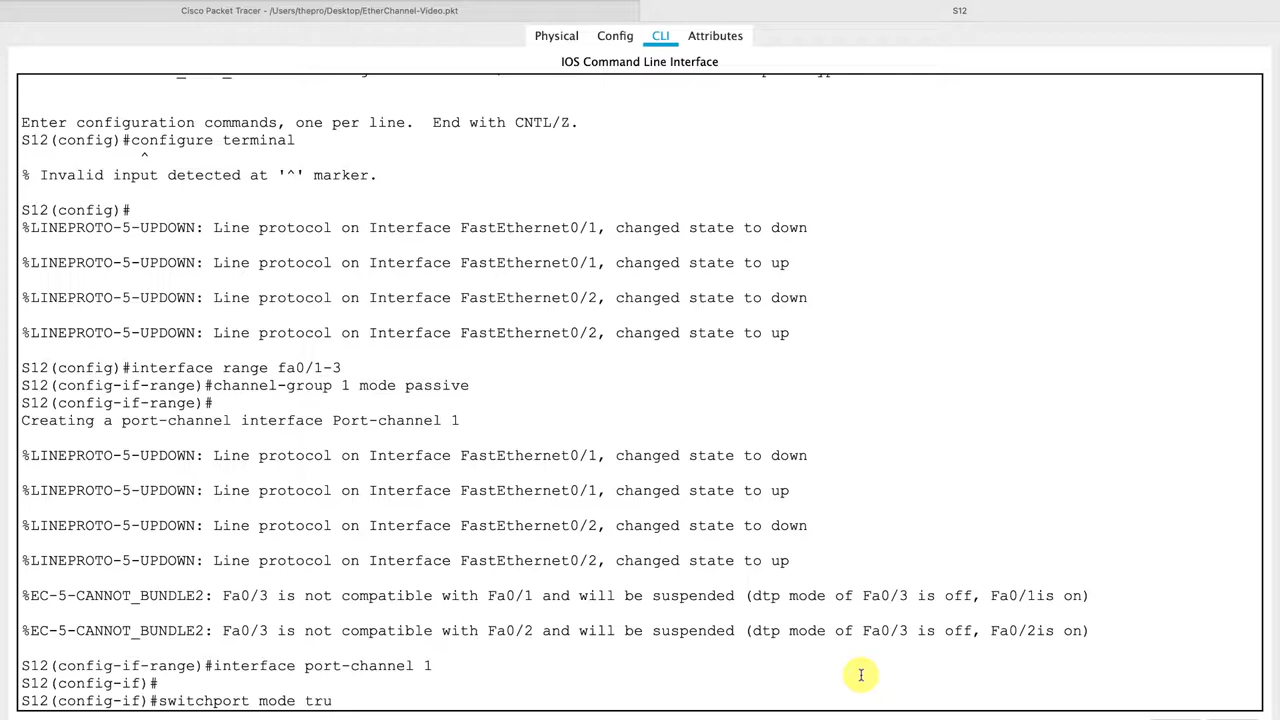 Cisco Packet Tracer - /Users/thepro/Desktop/EtherChannel-Video.pkt
S12
Physical Config CLI Attributes
IOS Command Line Interface
Enter configuration commands, one per line.  End with CNTL/Z.
S12(config)#configure terminal
^
% Invalid input detected at '^' marker.
S12(config)#
%LINEPROTO-5-UPDOWN: Line protocol on Interface FastEthernet0/1, changed state to down
%LINEPROTO-5-UPDOWN: Line protocol on Interface FastEthernet0/1, changed state to up
%LINEPROTO-5-UPDOWN: Line protocol on Interface FastEthernet0/2, changed state to down
%LINEPROTO-5-UPDOWN: Line protocol on Interface FastEthernet0/2, changed state to up
S12(config)#interface range fa0/1-3
S12(config-if-range)#channel-group 1 mode passive
S12(config-if-range)#
Creating a port-channel interface Port-channel 1
%LINEPROTO-5-UPDOWN: Line protocol on Interface FastEthernet0/1, changed state to down
%LINEPROTO-5-UPDOWN: Line protocol on Interface FastEthernet0/1, changed state to up
%LINEPROTO-5-UPDOWN: Line protocol on Interface FastEthernet0/2, changed state to down
%LINEPROTO-5-UPDOWN: Line protocol on Interface FastEthernet0/2, changed state to up
%EC-5-CANNOT_BUNDLE2: Fa0/3 is not compatible with Fa0/1 and will be suspended (dtp mode of Fa0/3 is off, Fa0/1is on)
%EC-5-CANNOT_BUNDLE2: Fa0/3 is not compatible with Fa0/2 and will be suspended (dtp mode of Fa0/3 is off, Fa0/2is on)
S12(config-if-range)#interface port-channel 1
S12(config-if)#
S12(config-if)#switchport mode tru